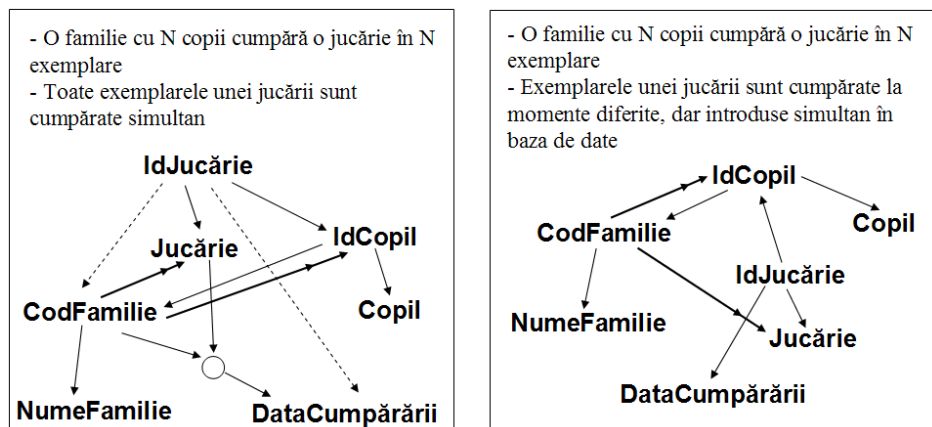 - O familie cu N copii cumpără o jucărie în N
exemplare
- Toate exemplarele unei jucării sunt
cumpărate simultan
IdJucărie
Jucărie
IdCopil
CodFamilie
Copil
NumeFamilie
DataCumpărării
- O familie cu N copii cumpără o jucărie în N
exemplare
- Exemplarele unei jucării sunt cumpărate la
momente diferite, dar introduse simultan în
baza de date
IdCopil
Copil
CodFamilie
IdJucărie
NumeFamilie
Jucărie
DataCumpărării